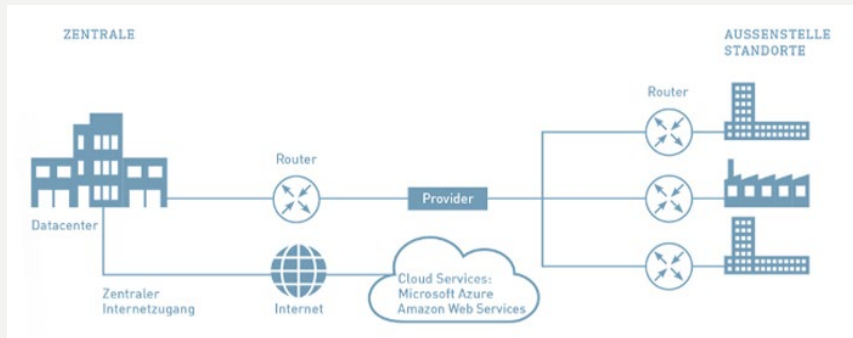 ZENTRALE
AUSSENSTELLE
STANDORTE
Router
Router
Provider
Datacenter
Zentraler
Internetzugang
Internet
Cloud Services:
Microsoft Azure
Amazon Web Services